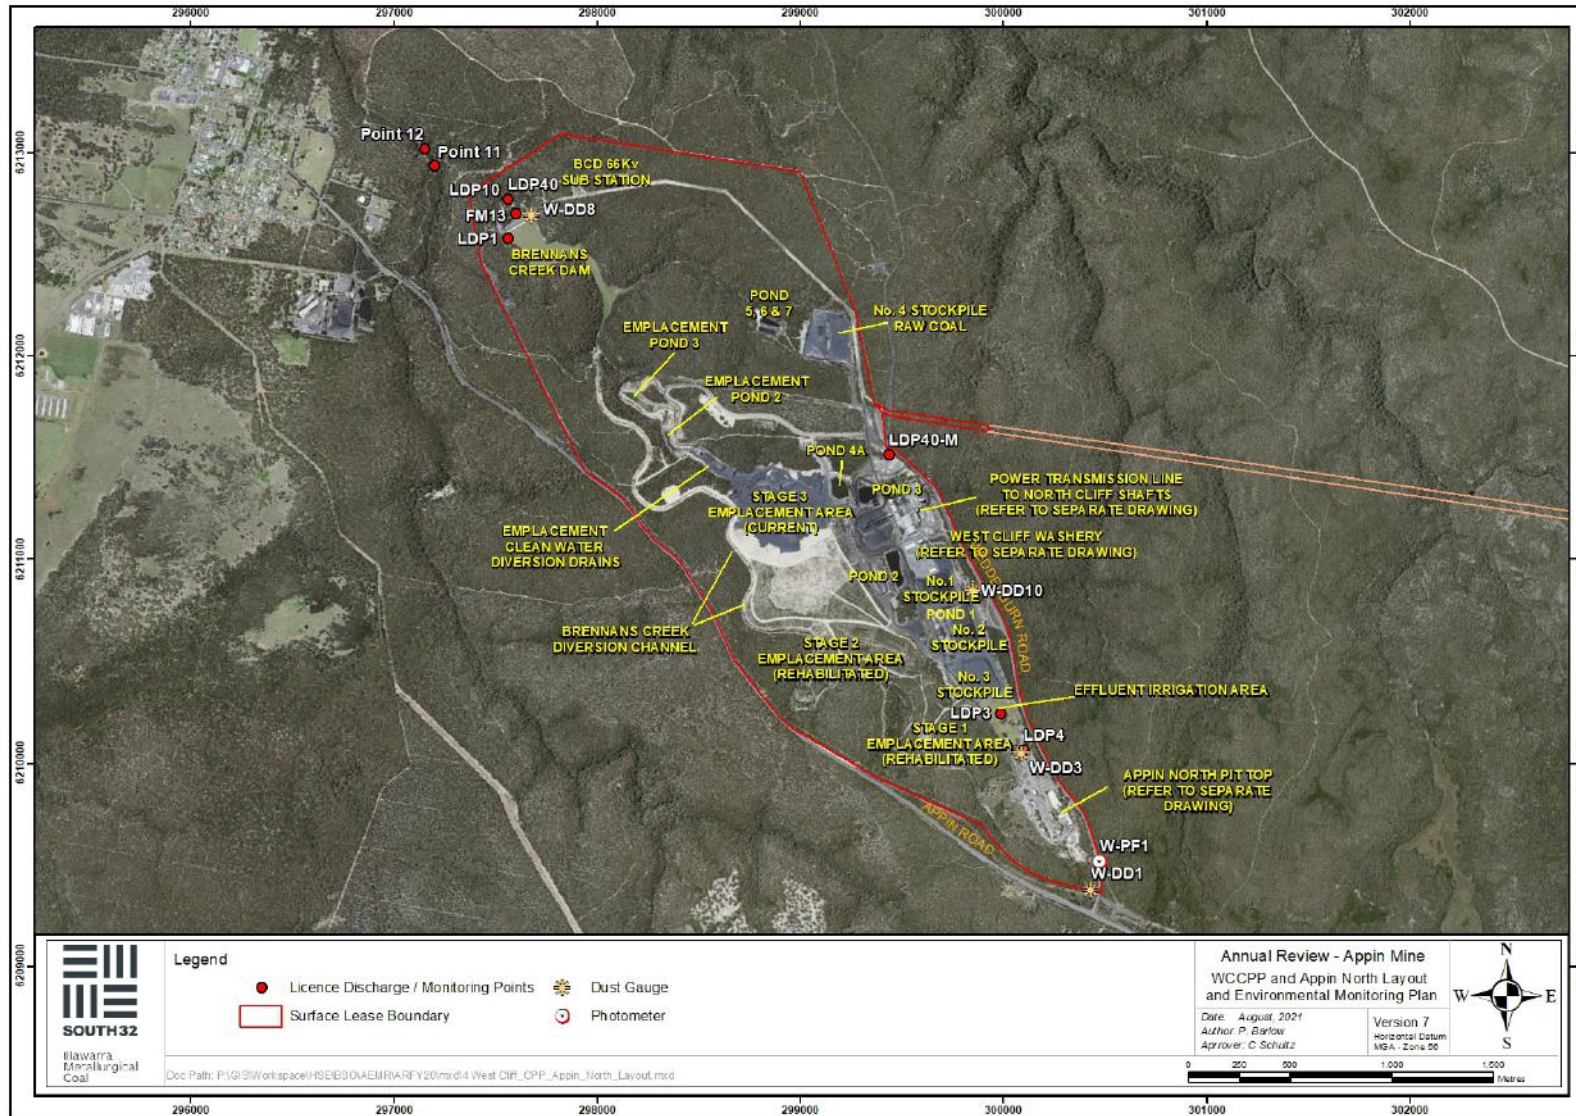 296000
297000
298000
299000
300000
301000
302000
6213000
6212000
6211000
6210000
6209000
Point 12
Point 11
LDP10
LDP40
FM13
W-DD8
LDP1
BCD 66Kv
SUB STATION
BRENNANS
CREEK DAM
POND
5, 6 & 7
No. 4 STOCKPILE
RAW COAL
EMPLACEMENT
POND 3
EMPLACEMENT
POND 2
LDP40-M
POND 4A
POND 3
POWER TRANSMISSION LINE
TO NORTH CLIFF SHAFTS
(REFER TO SEPARATE DRAWING)
STAGE 3
EMPLACEMENT AREA
(CURRENT)
EMPLACEMENT
CLEAN WATER
DIVERSION DRAINS
WEST CLIFF WASHERY
(REFER TO SEPARATE DRAWING)
POND 2
No.1
STOCKPILE
W-DD10
POND 1
No. 2
STOCKPILE
BRENNANS CREEK
DIVERSION CHANNEL
STAGE 2
EMPLACEMENT AREA
(REHABILITATED)
No. 3
STOCKPILE
EFFLUENT IRRIGATION AREA
LDP3
STAGE 1
EMPLACEMENT AREA
(REHABILITATED)
LDP4
W-DD3
APPIN NORTH PIT TOP
(REFER TO SEPARATE
DRAWING)
APPIN ROAD
W-PF1
W-DD1
SOUTH32
Illawarra
Metallurgical
Coal
Legend
Licence Discharge / Monitoring Points
Dust Gauge
Surface Lease Boundary
Photometer
Annual Review - Appin Mine
WCCPP and Appin North Layout
and Environmental Monitoring Plan
Date: August, 2021
Author: P. Barlow
Aprrover: C Schultz
Version 7
Horizontal Datum
MGA - Zone 56
N
W
E
S
0 250 500 1,000 1,500
Metres
296000
297000
298000
299000
300000
301000
302000